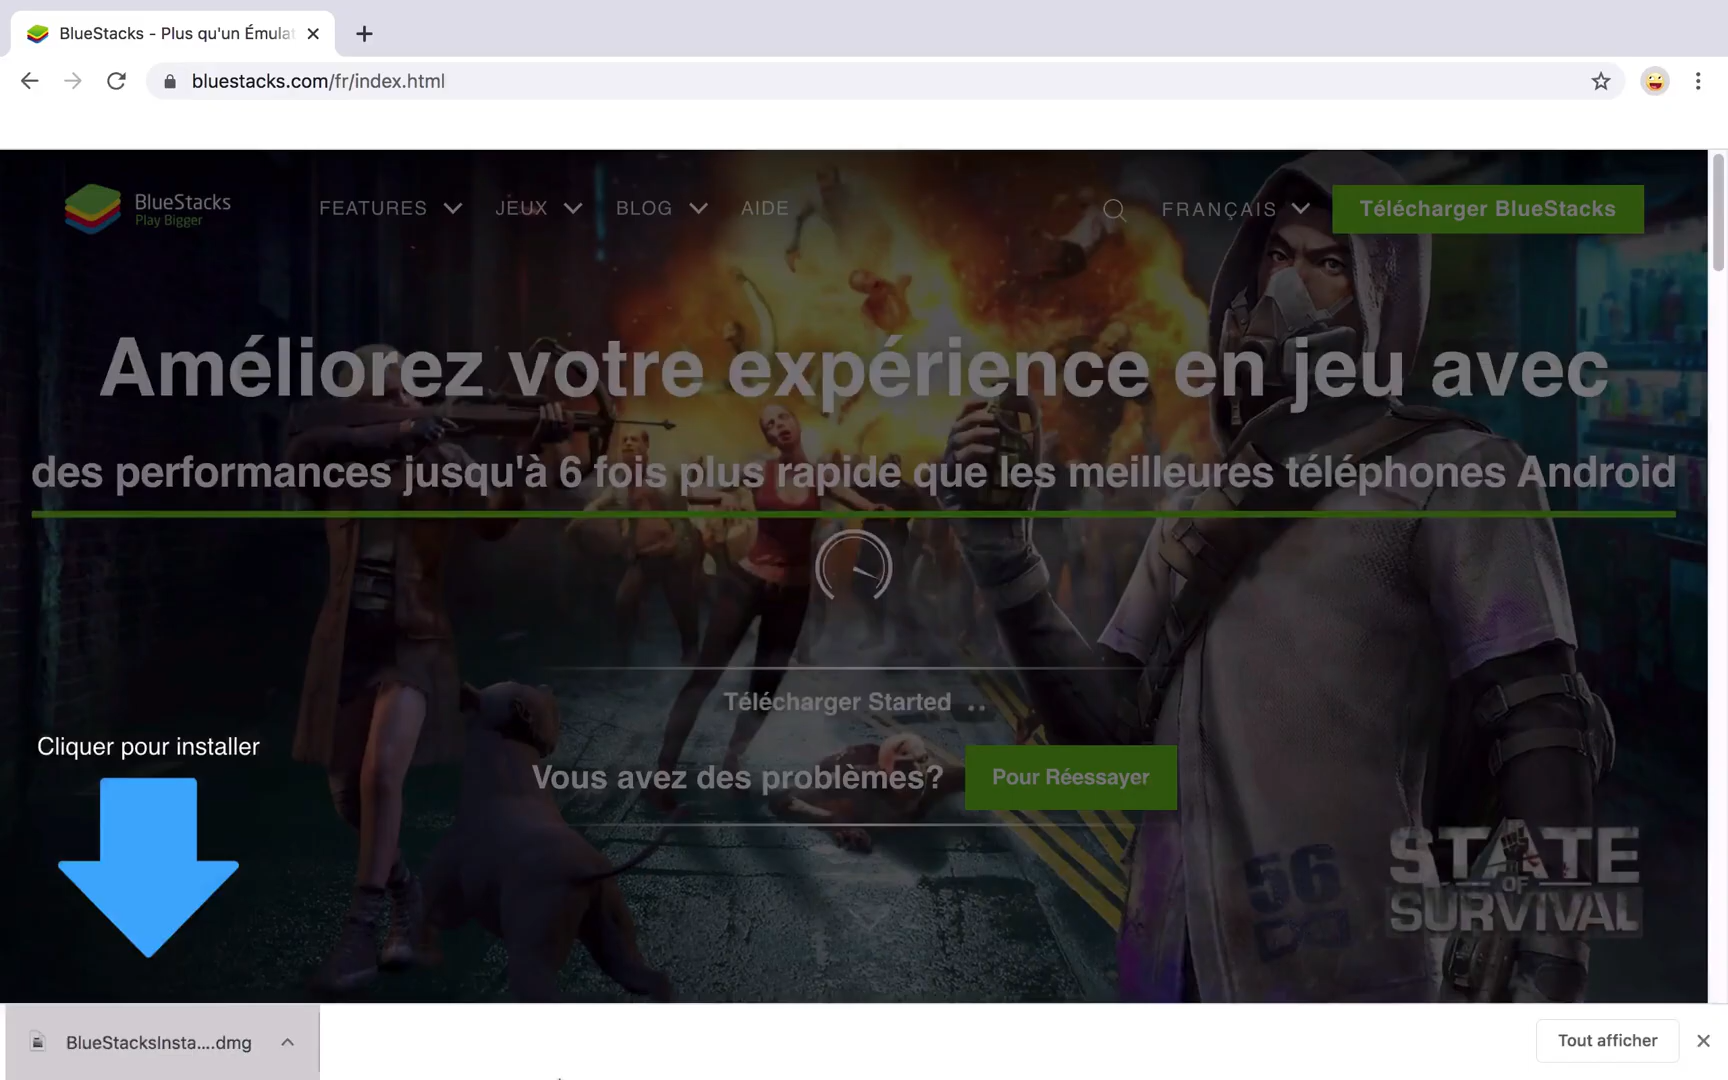 BlueStacks - Plus qu'un Émulat
bluestacks.com/fr/index.html
BlueStacks
Play Bigger
FEATURES
JEUX
BLOG
AIDE
FRANÇAIS
Télécharger BlueStacks
Améliorez votre expérience en jeu avec
des performances jusqu'à 6 fois plus rapide que les meilleures téléphones Android
Télécharger Started ..
Vous avez des problèmes?
Pour Réessayer
Cliquer pour installer
56
STATE
OF
SURVIVAL
BlueStacksInsta....dmg
Tout afficher